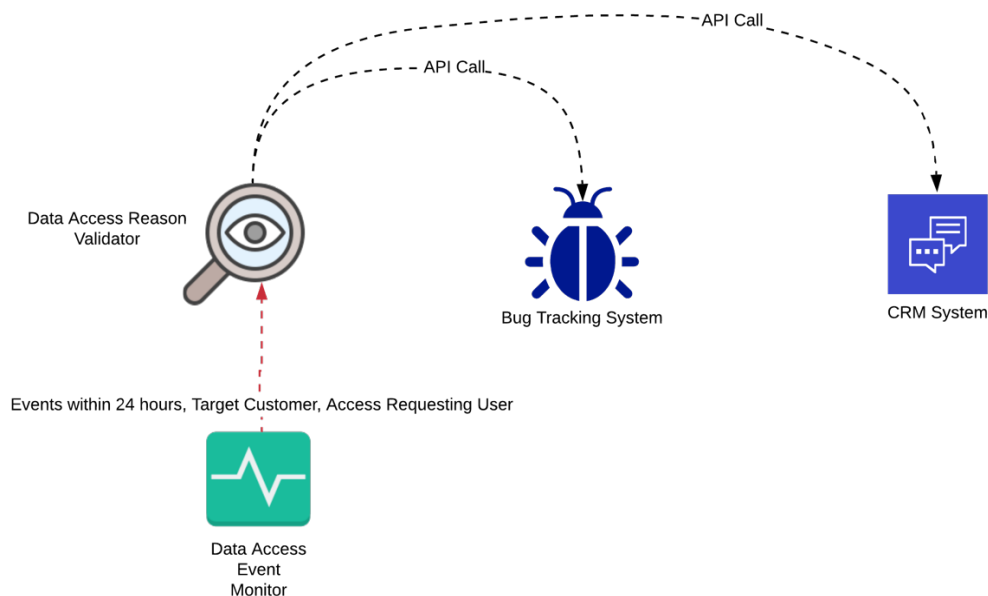 API Call
API Call
Data Access Reason
Validator
Bug Tracking System
CRM System
Events within 24 hours, Target Customer, Access Requesting User
Data Access
Event
Monitor